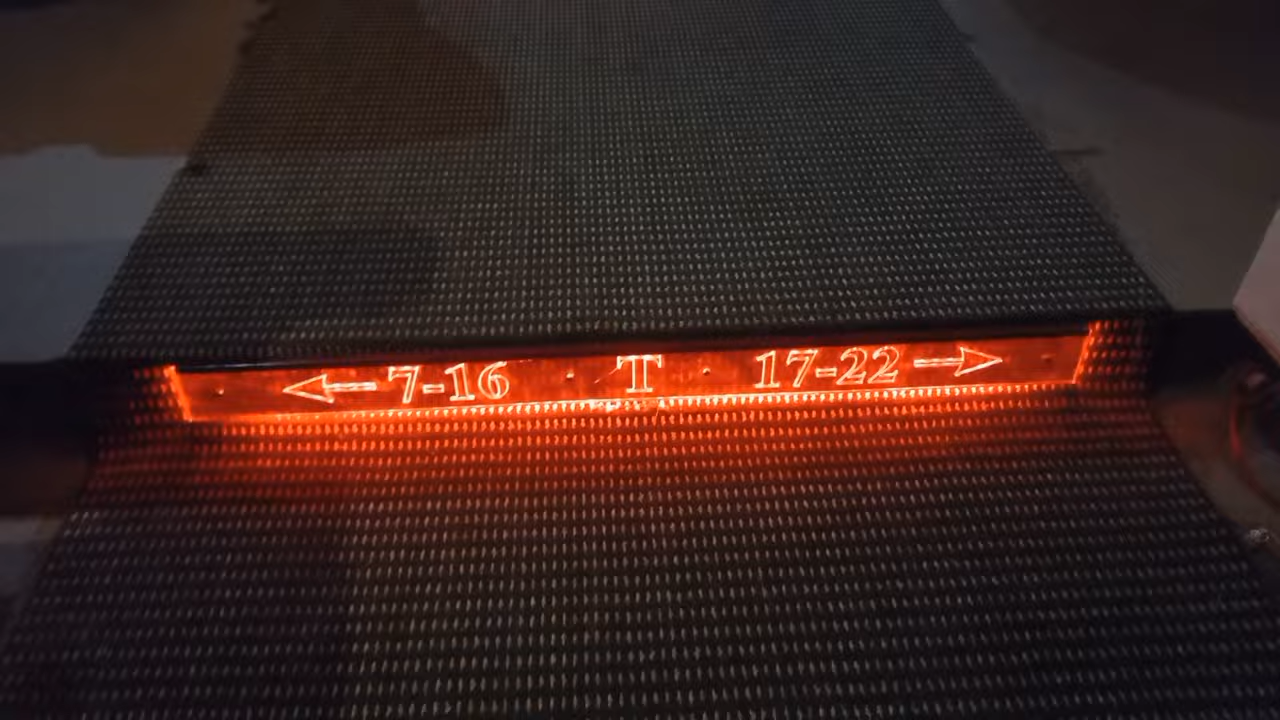 ← 7-16 · T · 17-22 →